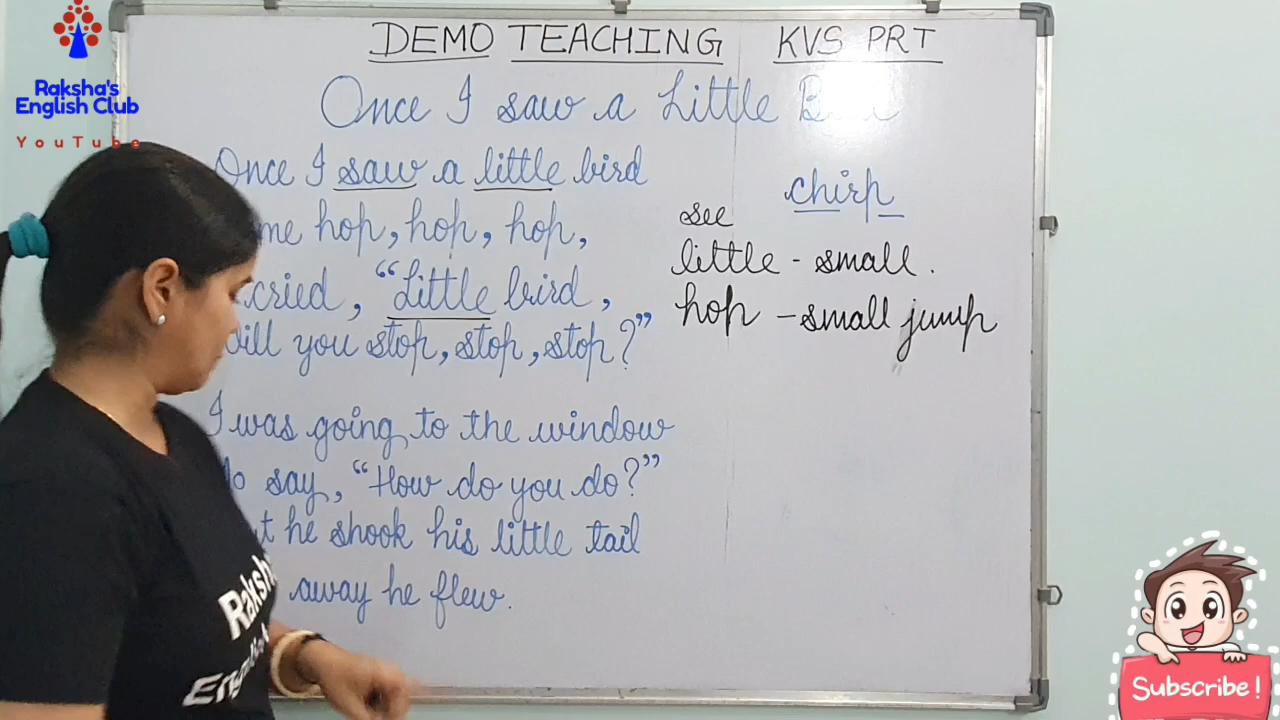 Raksha's
English Club
YouTube
DEMO TEACHING KVS PRT
Once I saw a Little
Once I saw a little bird
hop, hop, hop,
cried, "Little bird,
will you stop, stop, stop?"
I was going to the window
To say, "How do you do?"
he shook his little tail
away he flew.
chirp
see
little - small.
hop - small jump
Subscribe!